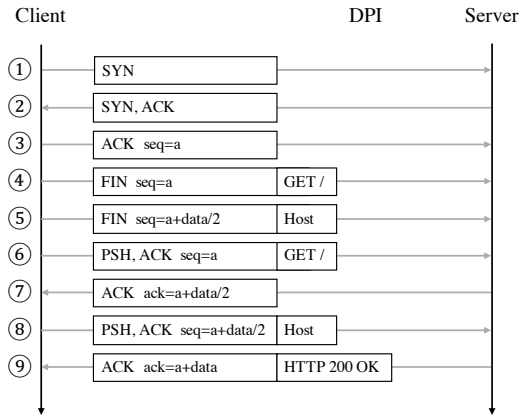 Client DPI Server
① SYN
② SYN, ACK
③ ACK seq=a
④ FIN seq=a GET /
⑤ FIN seq=a+data/2 Host
⑥ PSH, ACK seq=a GET /
⑦ ACK ack=a+data/2
⑧ PSH, ACK seq=a+data/2 Host
⑨ ACK ack=a+data HTTP 200 OK